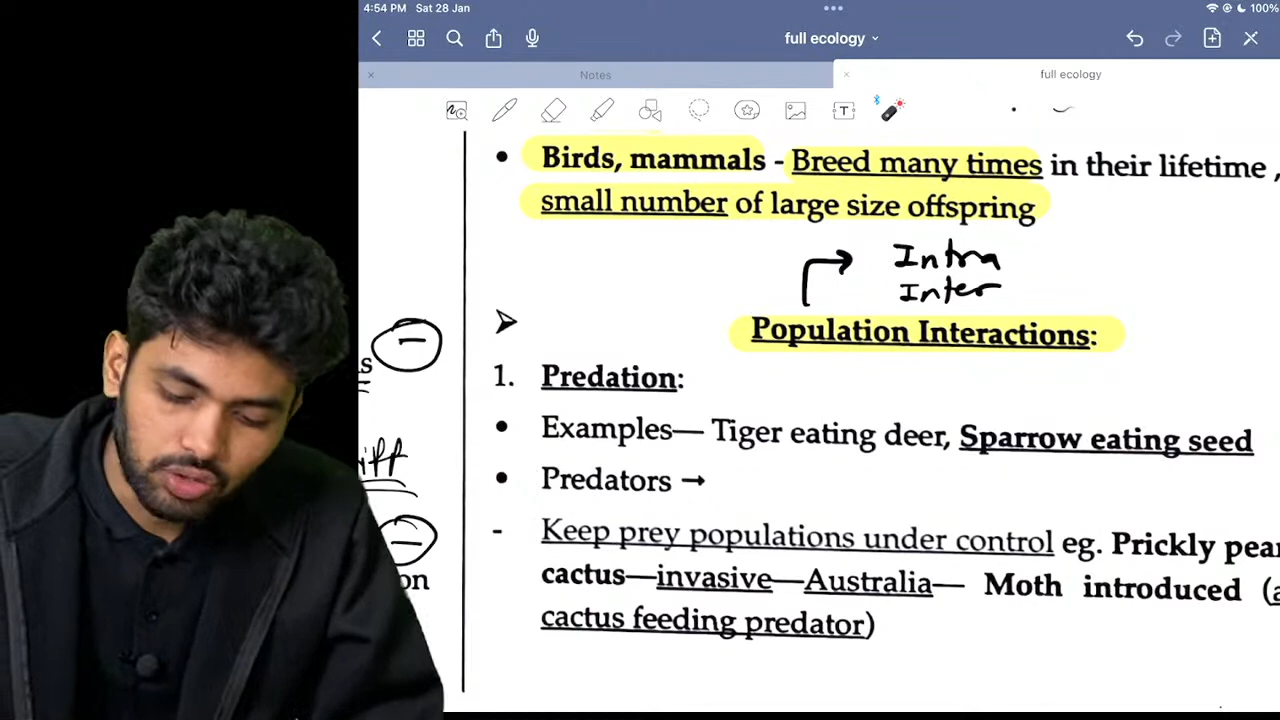 4:54 PM Sat 28 Jan
100%
full ecology
Notes
full ecology
T
• Birds, mammals - Breed many times in their lifetime ,
small number of large size offspring
Intra
Inter
➢ Population Interactions:
1. Predation:
• Examples— Tiger eating deer, Sparrow eating seed
• Predators →
- Keep prey populations under control eg. Prickly pear
cactus—invasive—Australia— Moth introduced (a
cactus feeding predator)
on